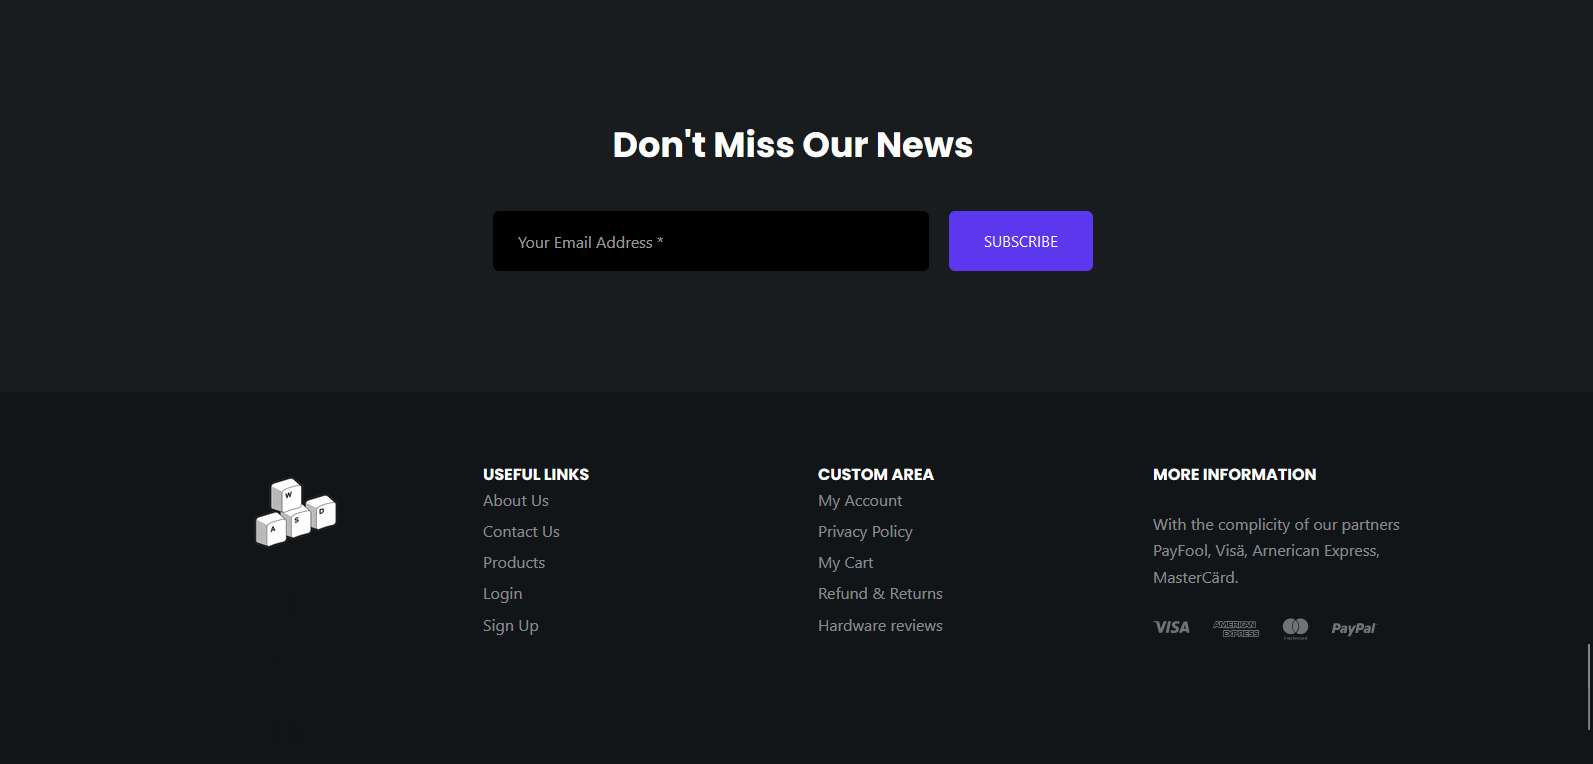 Don't Miss Our News
Your Email Address *
SUBSCRIBE
W
A
S
D
USEFUL LINKS
About Us
Contact Us
Products
Login
Sign Up
CUSTOM AREA
My Account
Privacy Policy
My Cart
Refund & Returns
Hardware reviews
MORE INFORMATION
With the complicity of our partners
PayFool, Visä, Arnerican Express,
MasterCärd.
VISA
AMERICAN
EXPRESS
mastercard
PayPal